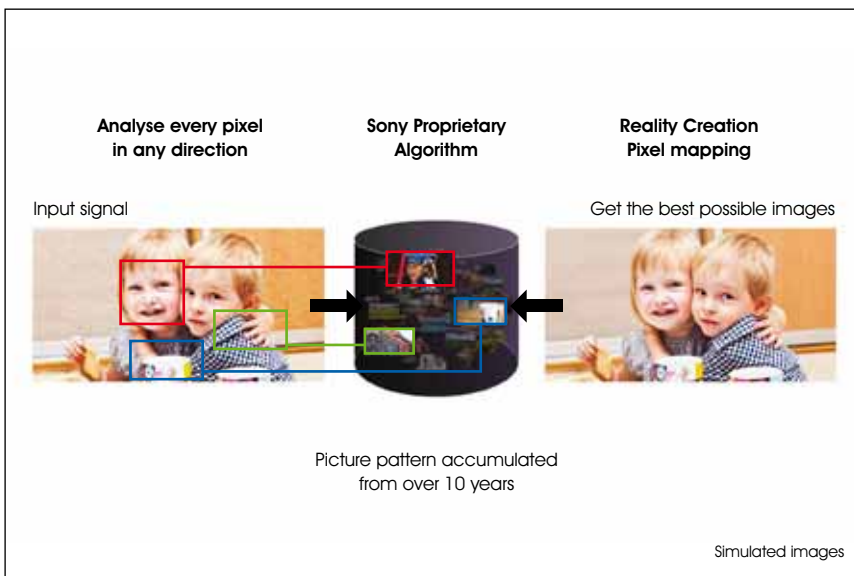 Analyse every pixel
in any direction
Sony Proprietary
Algorithm
Reality Creation
Pixel mapping
Input signal
Get the best possible images
Picture pattern accumulated
from over 10 years
Simulated images